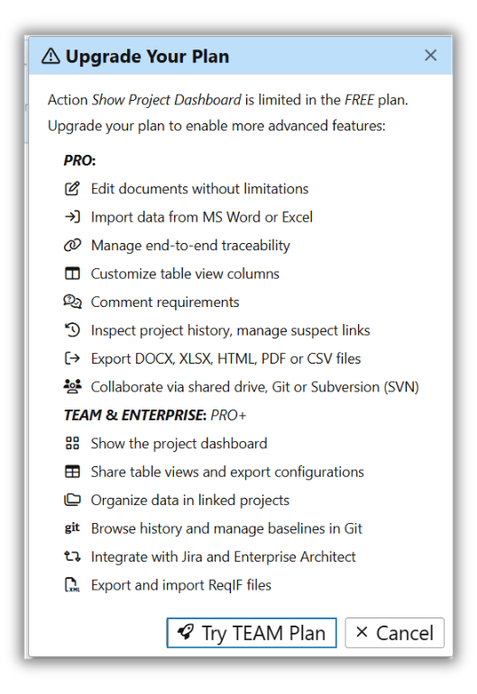 Upgrade Your Plan
Action Show Project Dashboard is limited in the FREE plan.
Upgrade your plan to enable more advanced features:
PRO:
Edit documents without limitations
Import data from MS Word or Excel
Manage end-to-end traceability
Customize table view columns
Comment requirements
Inspect project history, manage suspect links
Export DOCX, XLSX, HTML, PDF or CSV files
Collaborate via shared drive, Git or Subversion (SVN)
TEAM & ENTERPRISE: PRO+
Show the project dashboard
Share table views and export configurations
Organize data in linked projects
git Browse history and manage baselines in Git
Integrate with Jira and Enterprise Architect
XML Export and import ReqIF files
Try TEAM Plan Cancel